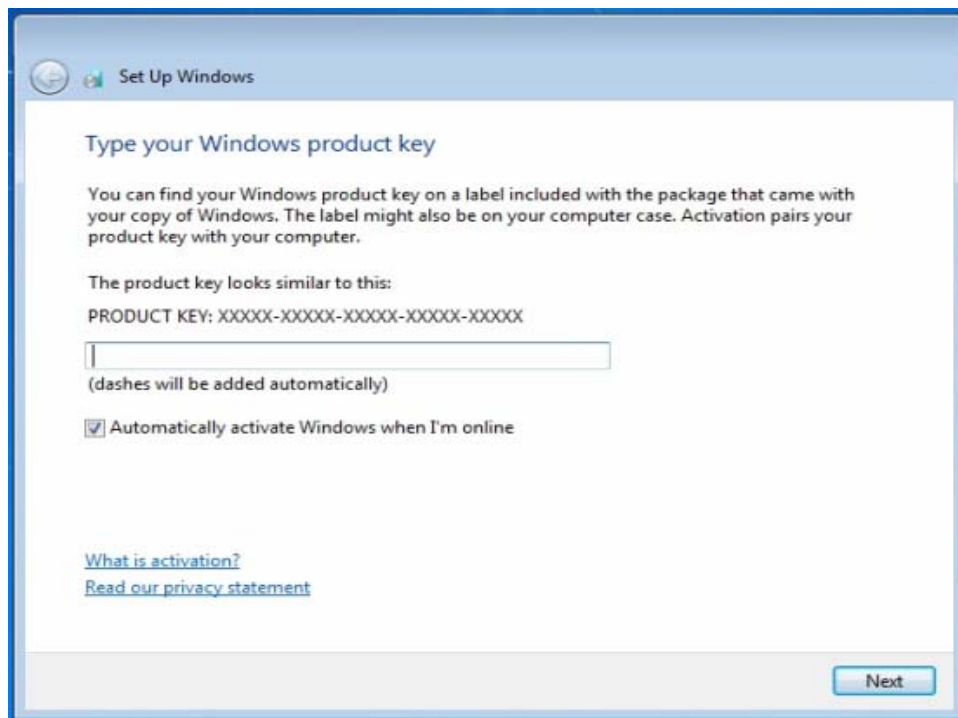 Set Up Windows
Type your Windows product key
You can find your Windows product key on a label included with the package that came with
your copy of Windows. The label might also be on your computer case. Activation pairs your
product key with your computer.
The product key looks similar to this:
PRODUCT KEY: XXXXX-XXXXX-XXXXX-XXXXX-XXXXX
(dashes will be added automatically)
Automatically activate Windows when I'm online
What is activation?
Read our privacy statement
Next